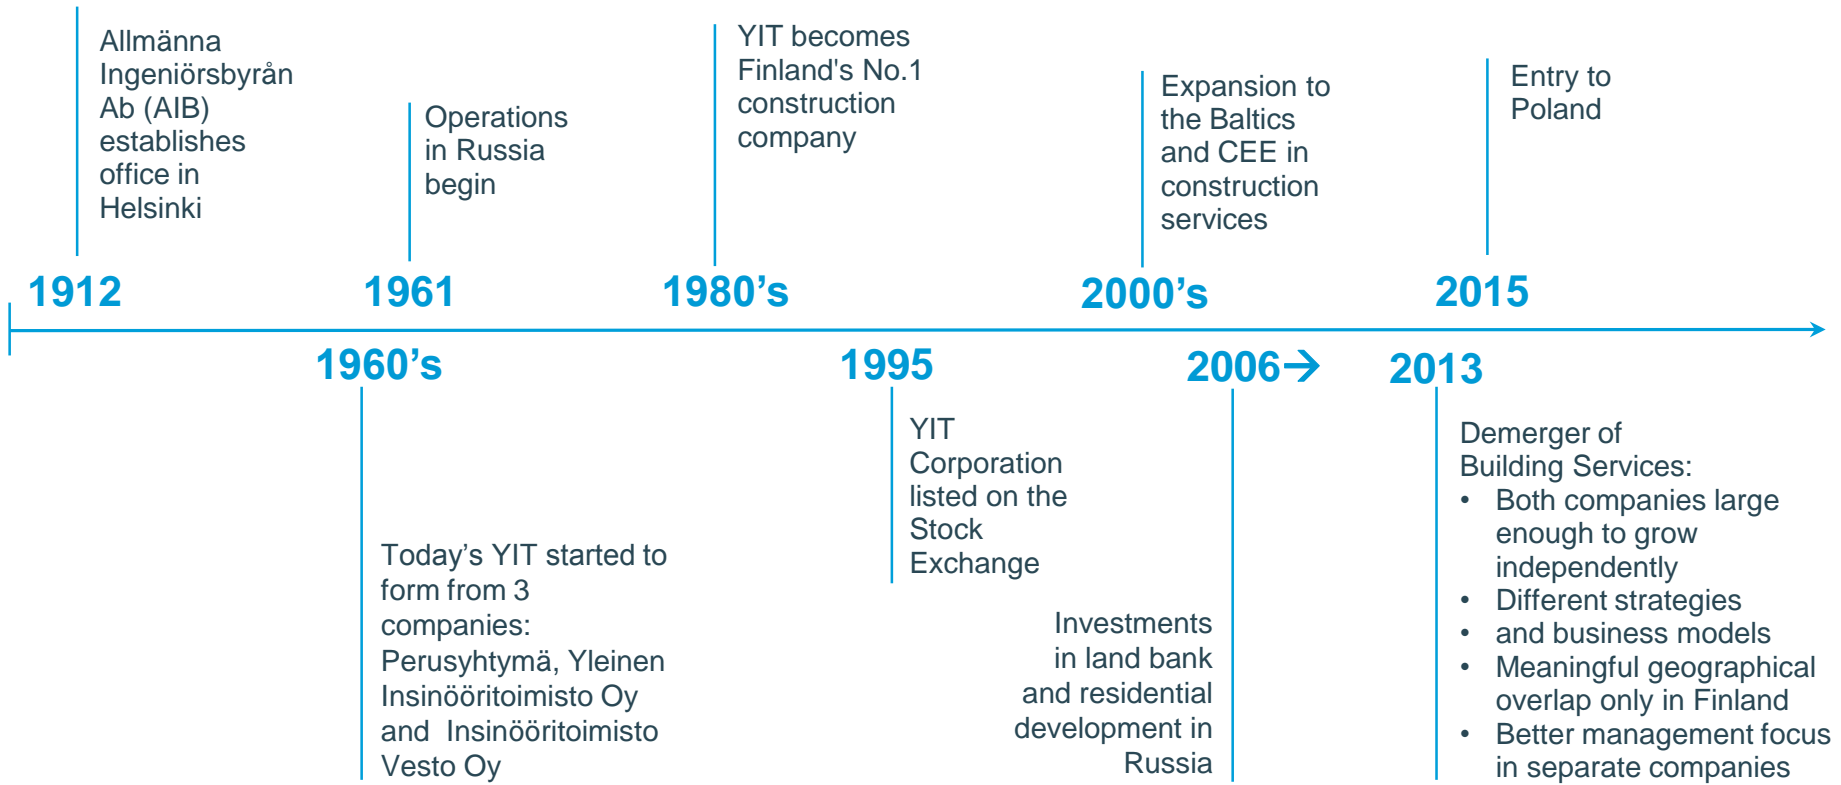 Allmänna
Ingeniörsbyrån
Ab (AIB)
establishes
office in
Helsinki
1912
Operations
in Russia
begin
1961
YIT becomes
Finland's No.1
construction
company
1980’s
Expansion to
the Baltics
and CEE in
construction
services
2000’s
Entry to
Poland
2015
1960’s
Today’s YIT started to
form from 3
companies:
Perusyhtymä, Yleinen
Insinööritoimisto Oy
and  Insinööritoimisto
Vesto Oy
1995
YIT
Corporation
listed on the
Stock
Exchange
2006→
Investments
in land bank
and residential
development in
Russia
2013
Demerger of
Building Services:
• Both companies large
enough to grow
independently
• Different strategies
• and business models
• Meaningful geographical
overlap only in Finland
• Better management focus
in separate companies